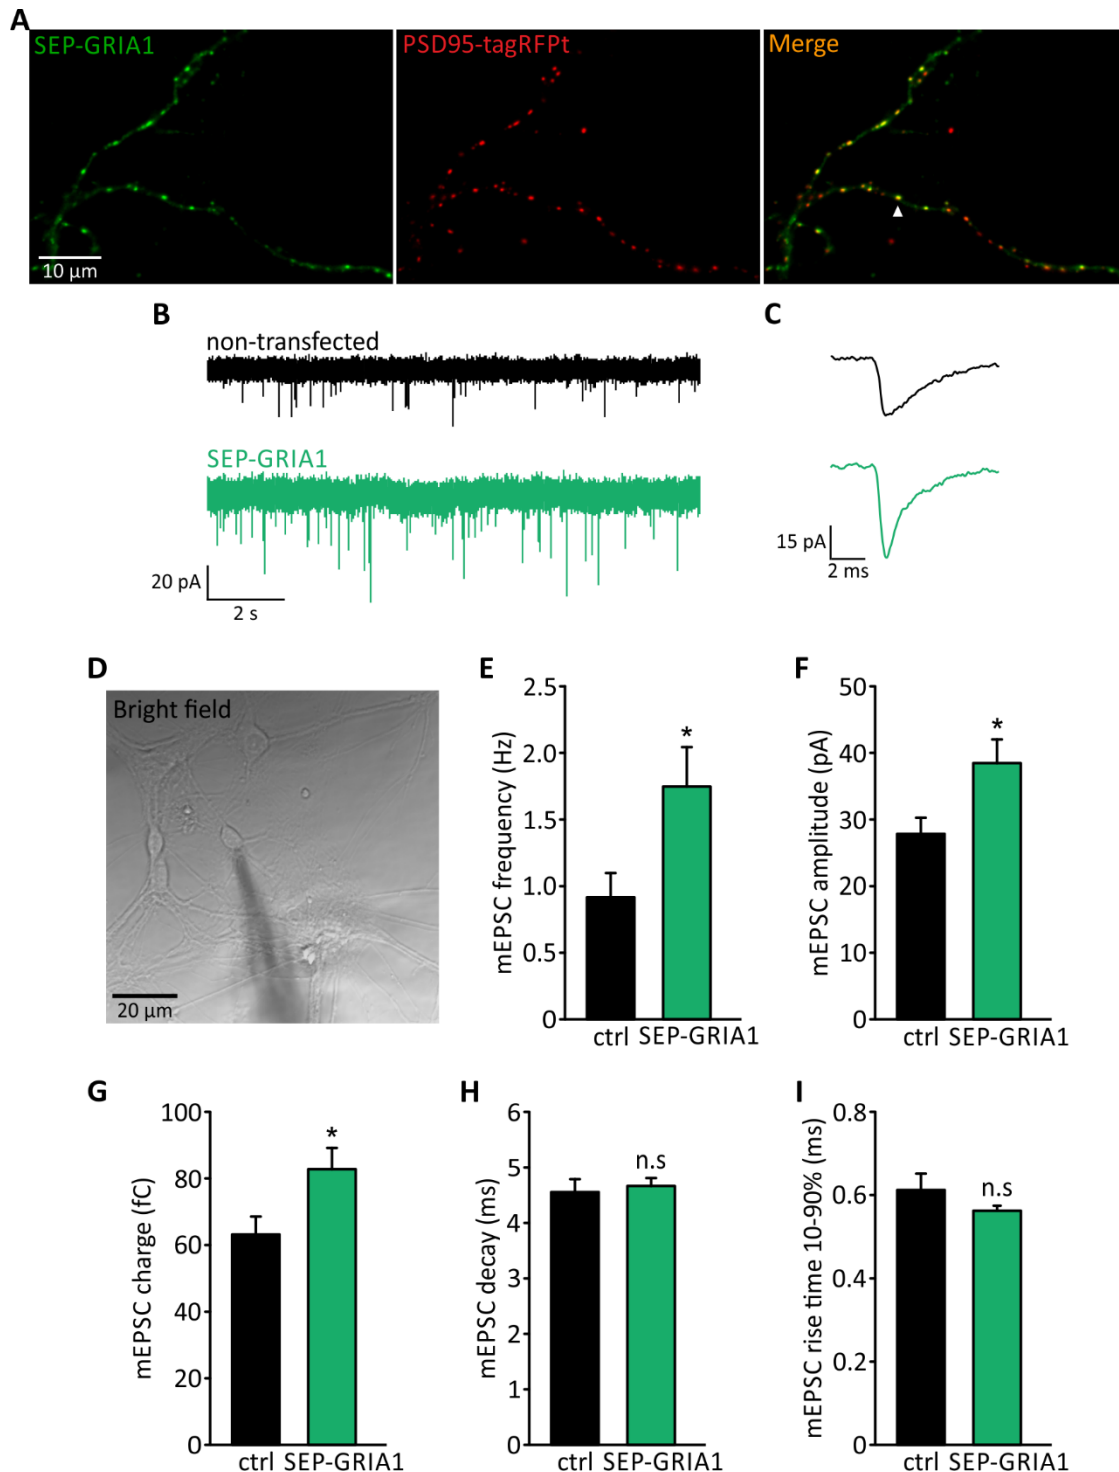 A
SEP-GRIA1
PSD95-tagRFPt
Merge
10 µm
B
non-transfected
SEP-GRIA1
20 pA
2 s
C
15 pA
2 ms
D
Bright field
20 µm
E
mEPSC frequency (Hz)
2.5
2.0
1.5
1.0
0.5
0
*
ctrl SEP-GRIA1
F
mEPSC amplitude (pA)
50
40
30
20
10
0
*
ctrl SEP-GRIA1
G
mEPSC charge (fC)
100
80
60
40
20
0
*
ctrl SEP-GRIA1
H
mEPSC decay (ms)
6
5
4
3
2
1
0
n.s
ctrl SEP-GRIA1
I
mEPSC rise time 10-90% (ms)
0.8
0.6
0.4
0.2
0
n.s
ctrl SEP-GRIA1